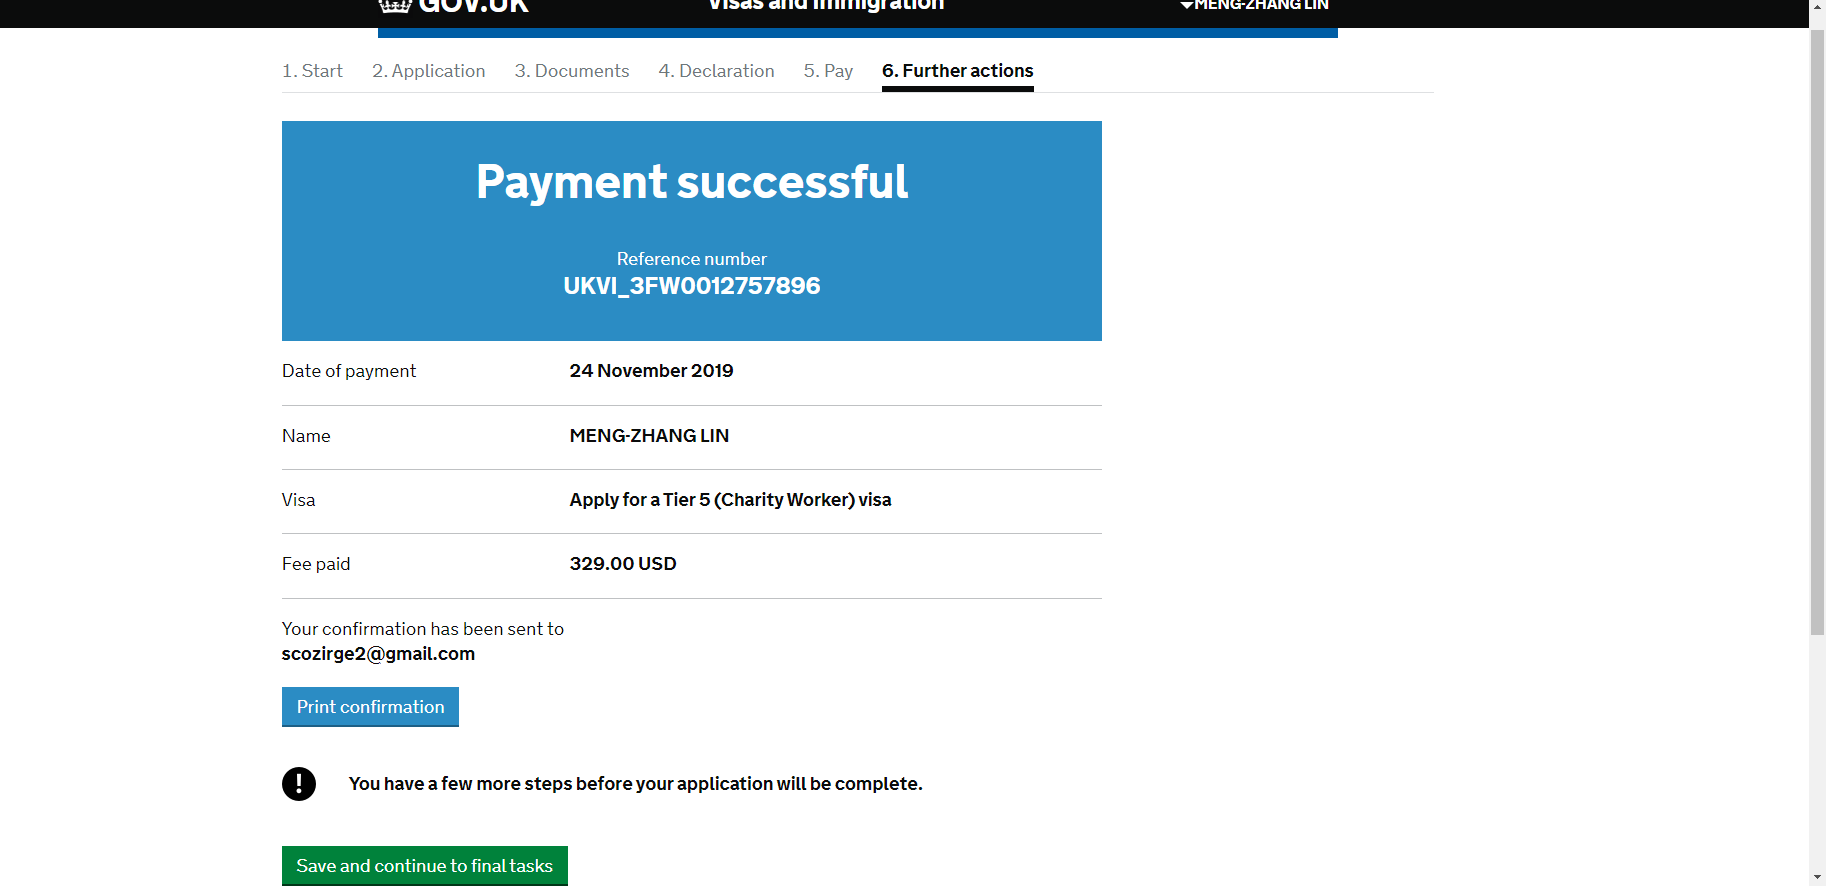 GOV.UK Visas and Immigration MENG-ZHANG LIN
1. Start 2. Application 3. Documents 4. Declaration 5. Pay 6. Further actions
Payment successful
Reference number
UKVI_3FW0012757896
Date of payment 24 November 2019
Name MENG-ZHANG LIN
Visa Apply for a Tier 5 (Charity Worker) visa
Fee paid 329.00 USD
Your confirmation has been sent to
scozirge2@gmail.com
Print confirmation
! You have a few more steps before your application will be complete.
Save and continue to final tasks